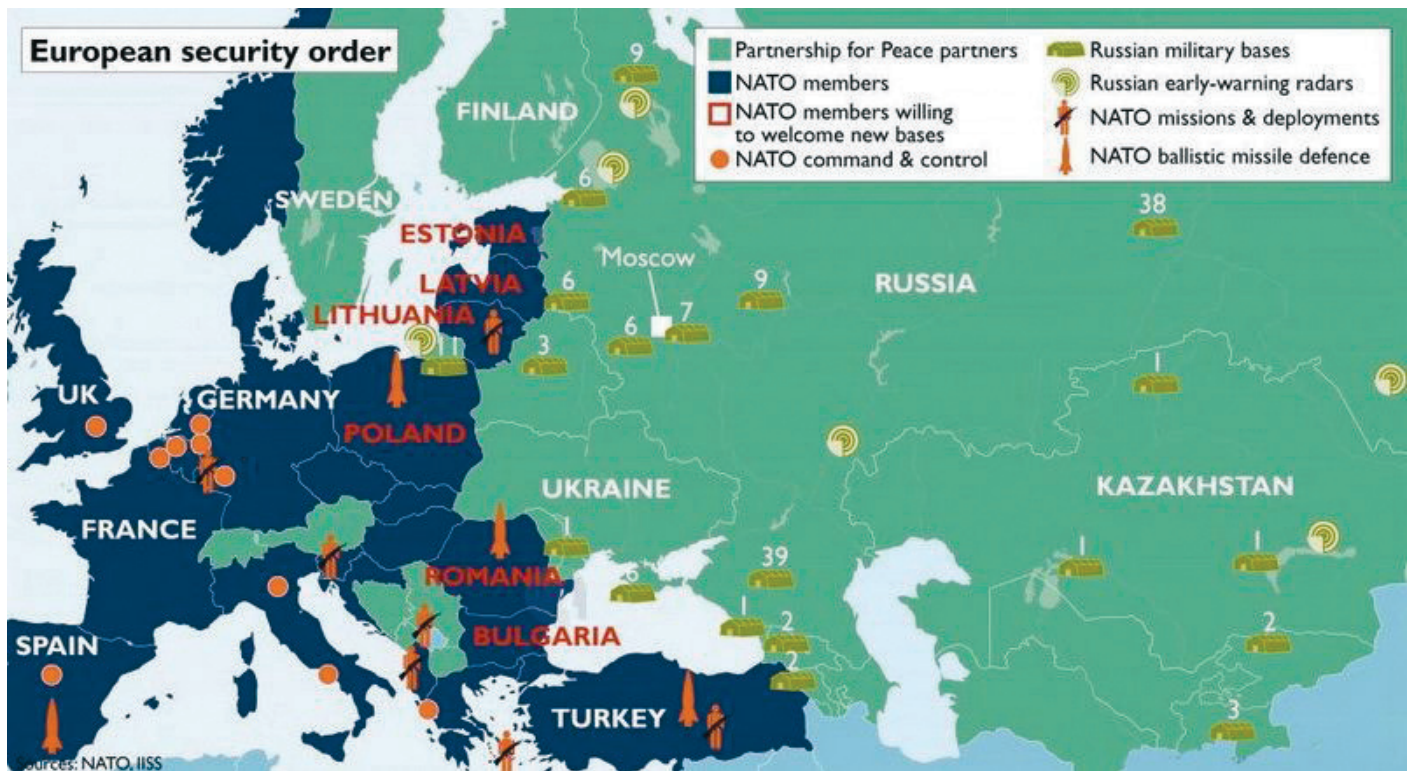 European security order
Partnership for Peace partners
NATO members
NATO members willing
to welcome new bases
NATO command & control
Russian military bases
Russian early-warning radars
NATO missions & deployments
NATO ballistic missile defence
9
FINLAND
6
38
SWEDEN
ESTONIA
Moscow
LATVIA
6
9
RUSSIA
LITHUANIA
7
6
11
3
1
UK
GERMANY
POLAND
UKRAINE
KAZAKHSTAN
FRANCE
1
1
1
39
ROMANIA
6
1
BULGARIA
2
2
SPAIN
2
TURKEY
3
Sources: NATO, IISS